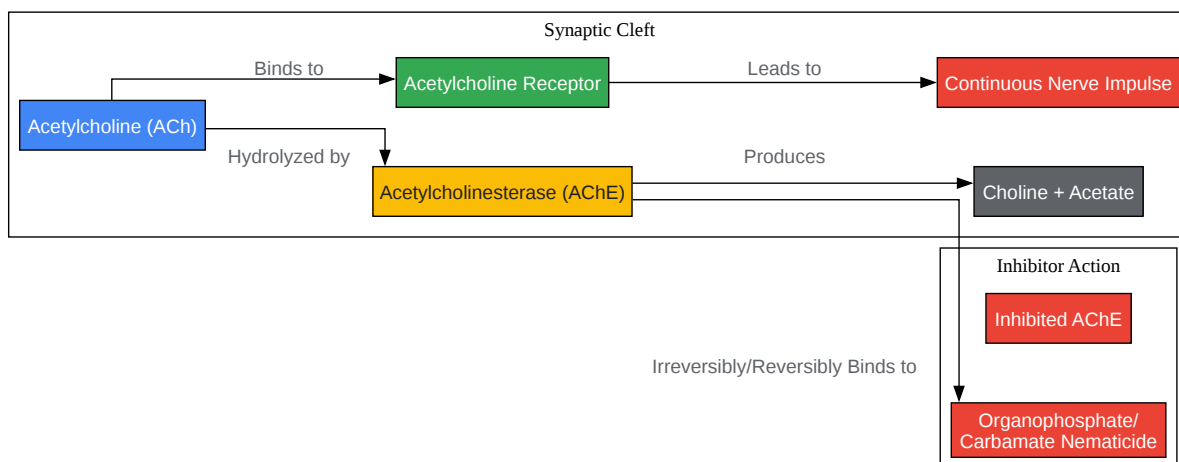 Synaptic Cleft
Binds to
Acetylcholine Receptor
Leads to
Continuous Nerve Impulse
Acetylcholine (ACh)
Hydrolyzed by
Acetylcholinesterase (AChE)
Produces
Choline + Acetate
Inhibitor Action
Inhibited AChE
Irreversibly/Reversibly Binds to
Organophosphate/
Carbamate Nematicide